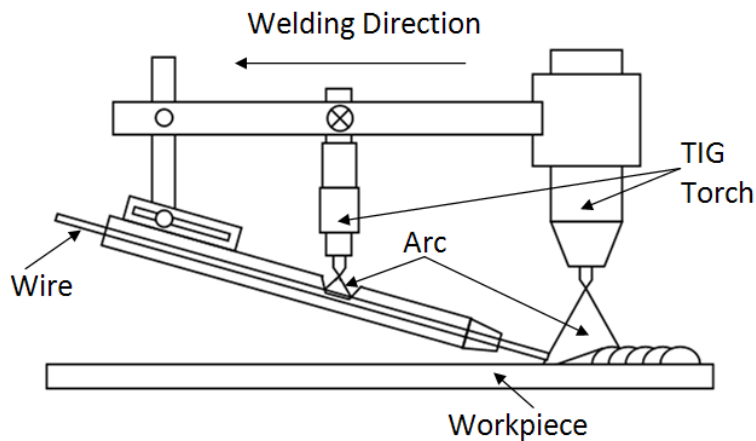 Welding Direction
TIG
Torch
Arc
Wire
Workpiece